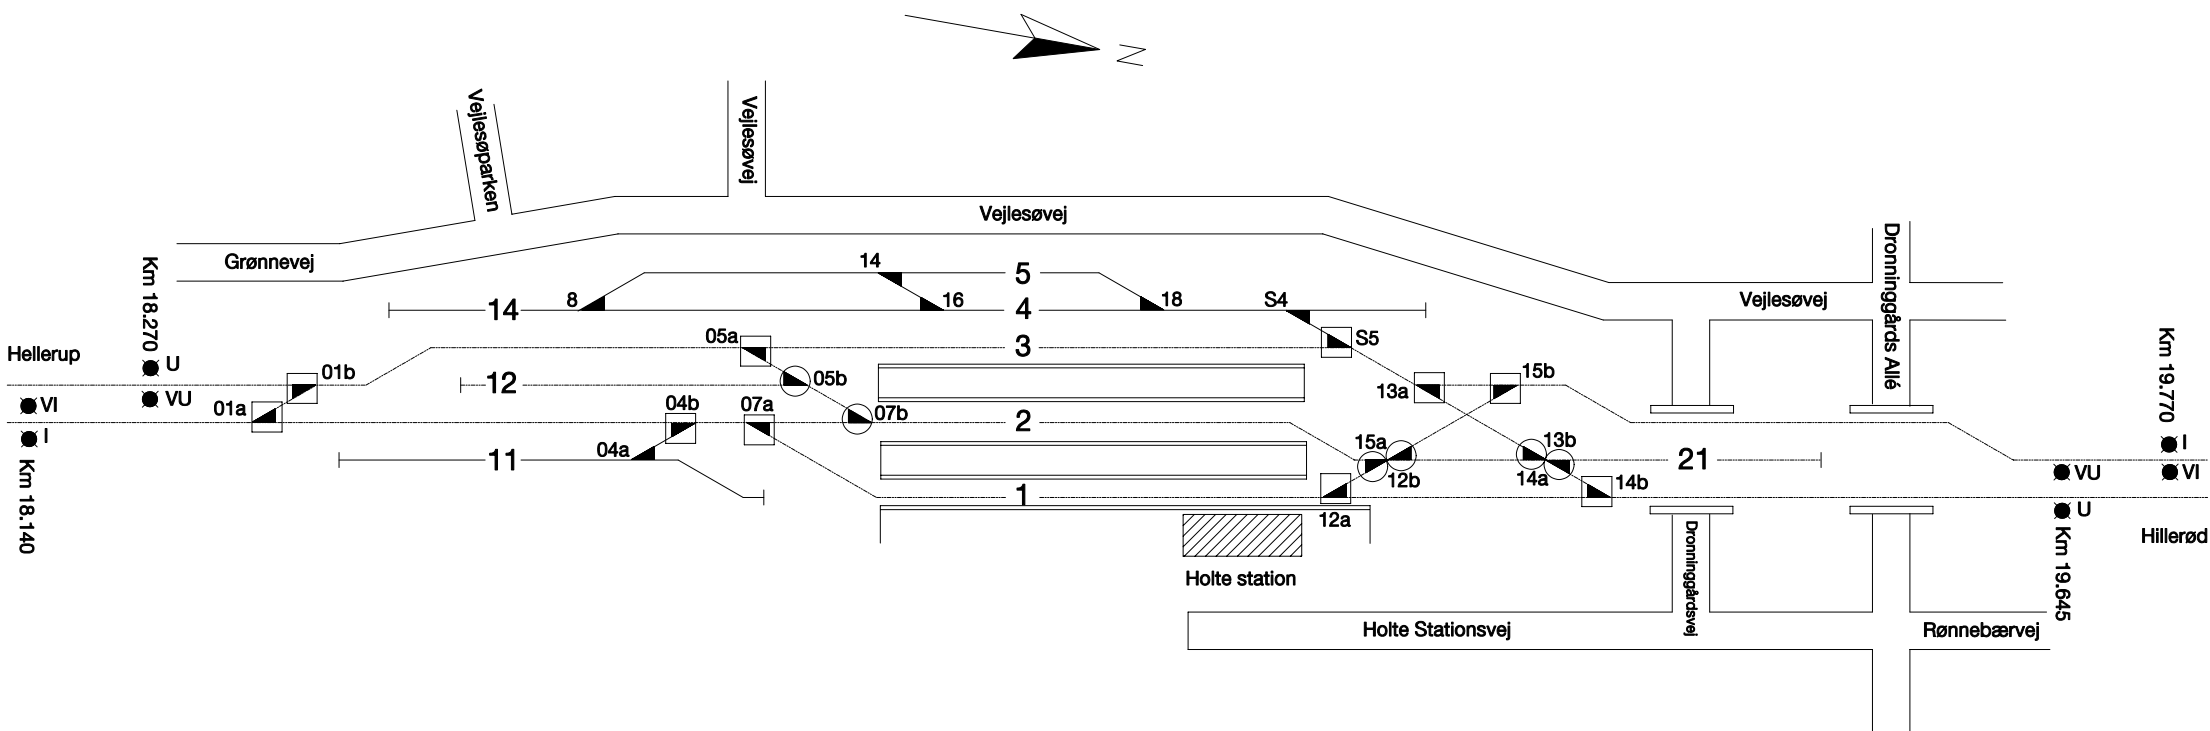 N
Vejlesøparken
Vejlesøvej
Vejlesøvej
Grønnevej
Dronninggårds Allé
Vejlesøvej
Km 18.270
14
5
8
14
16
4
18
S4
05a
3
S5
Km 19.770
Hellerup
U
01b
12
05b
13a
15b
VI
VU
01a
04b
07a
07b
2
I
04a
15a
13b
I
11
12b
14a
21
VU
VI
Km 18.140
1
12a
14b
U
Holte station
Dronninggårdsvej
Km 19.645
Hillerød
Holte Stationsvej
Rønnebærvej